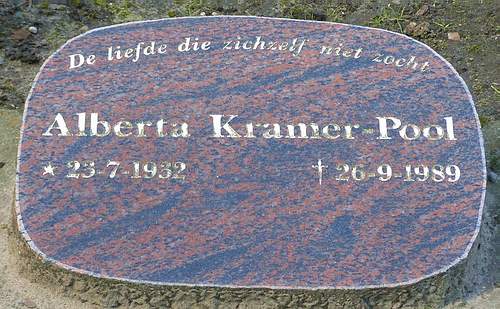 De liefde die zichzelf niet zocht
Alberta Kramer-Pool
★ 23-7-1932 † 26-9-1989